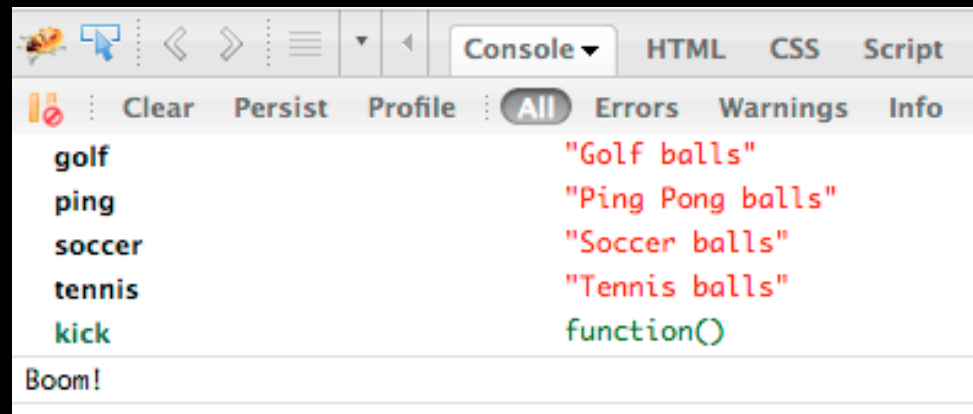 Console HTML CSS Script
Clear Persist Profile All Errors Warnings Info
golf "Golf balls"
ping "Ping Pong balls"
soccer "Soccer balls"
tennis "Tennis balls"
kick function()
Boom!